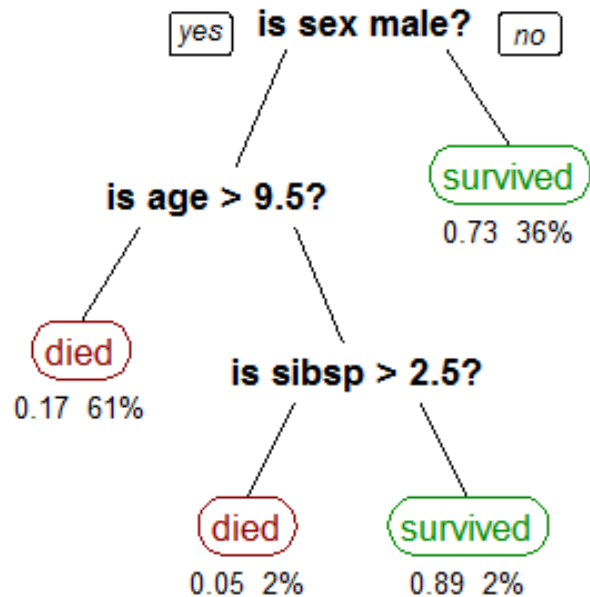 yes is sex male? no
survived
is age > 9.5?
0.73 36%
died
is sibsp > 2.5?
0.17 61%
died survived
0.05 2% 0.89 2%